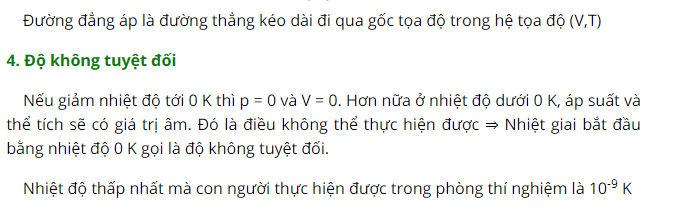 Đường đẳng áp là đường thẳng kéo dài đi qua gốc tọa độ trong hệ tọa độ (V,T)
4. Độ không tuyệt đối
Nếu giảm nhiệt độ tới 0 K thì p = 0 và V = 0. Hơn nữa ở nhiệt độ dưới 0 K, áp suất và
thể tích sẽ có giá trị âm. Đó là điều không thể thực hiện được ⇒ Nhiệt giai bắt đầu
bằng nhiệt độ 0 K gọi là độ không tuyệt đối.
Nhiệt độ thấp nhất mà con người thực hiện được trong phòng thí nghiệm là 10⁻⁹ K